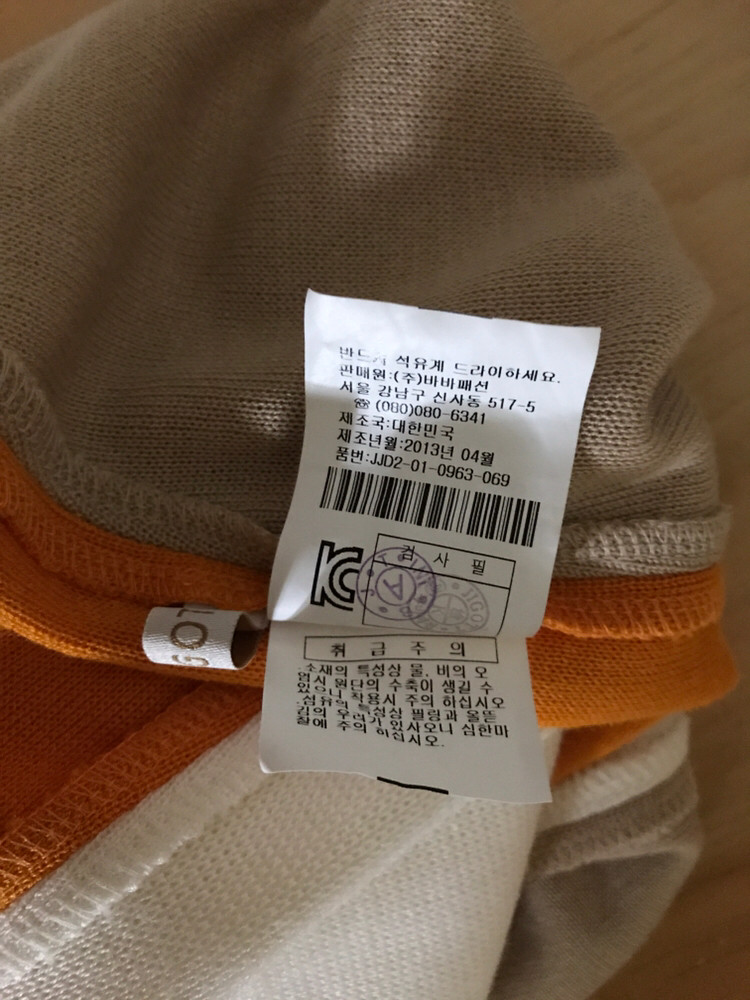 반드시 석유계 드라이하세요.
판매원:(주)바바패션
서울 강남구 신사동 517-5
☎ (080)080-6341
제조국:대한민국
제조년월:2013년 04월
품번:JJD2-01-0963-069
검 사 필
A
JIGO
취 급 주 의
.소재의 특성상 물, 비의 오
염시 원단의 수축이 생길 수
있으니 착용시 주의 하십시오
.섬유의 특성상 필링과 올뜯
김의 우려가 있사오니 심한마
찰에 주의 하십시오.